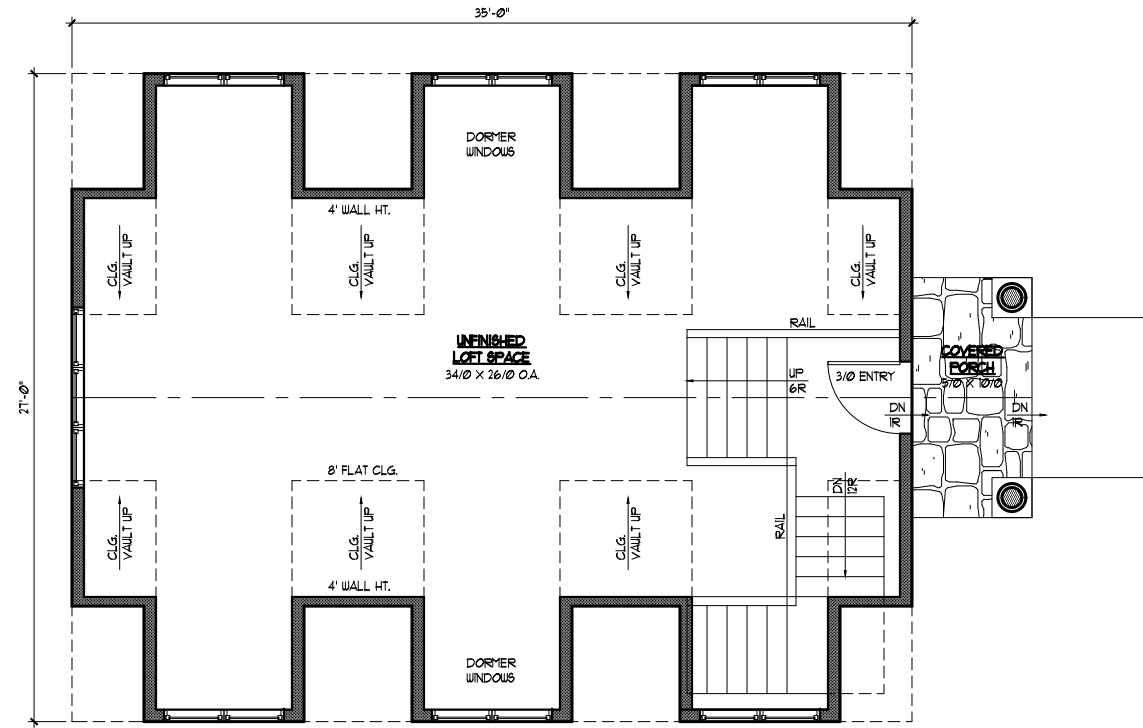 35'-0"
27'-0"
DORMER
WINDOWS
4' WALL HT.
CLG.
VAULT UP
CLG.
VAULT UP
CLG.
VAULT UP
CLG.
VAULT UP
RAIL
UNFINISHED
LOFT SPACE
34/0 X 26/0 O.A.
UP
6R
3/0 ENTRY
COVERED
PORCH
5/0 X 10/0
DN
1R
DN
1R
8' FLAT CLG.
DN
12R
RAIL
CLG.
VAULT UP
CLG.
VAULT UP
CLG.
VAULT UP
4' WALL HT.
DORMER
WINDOWS